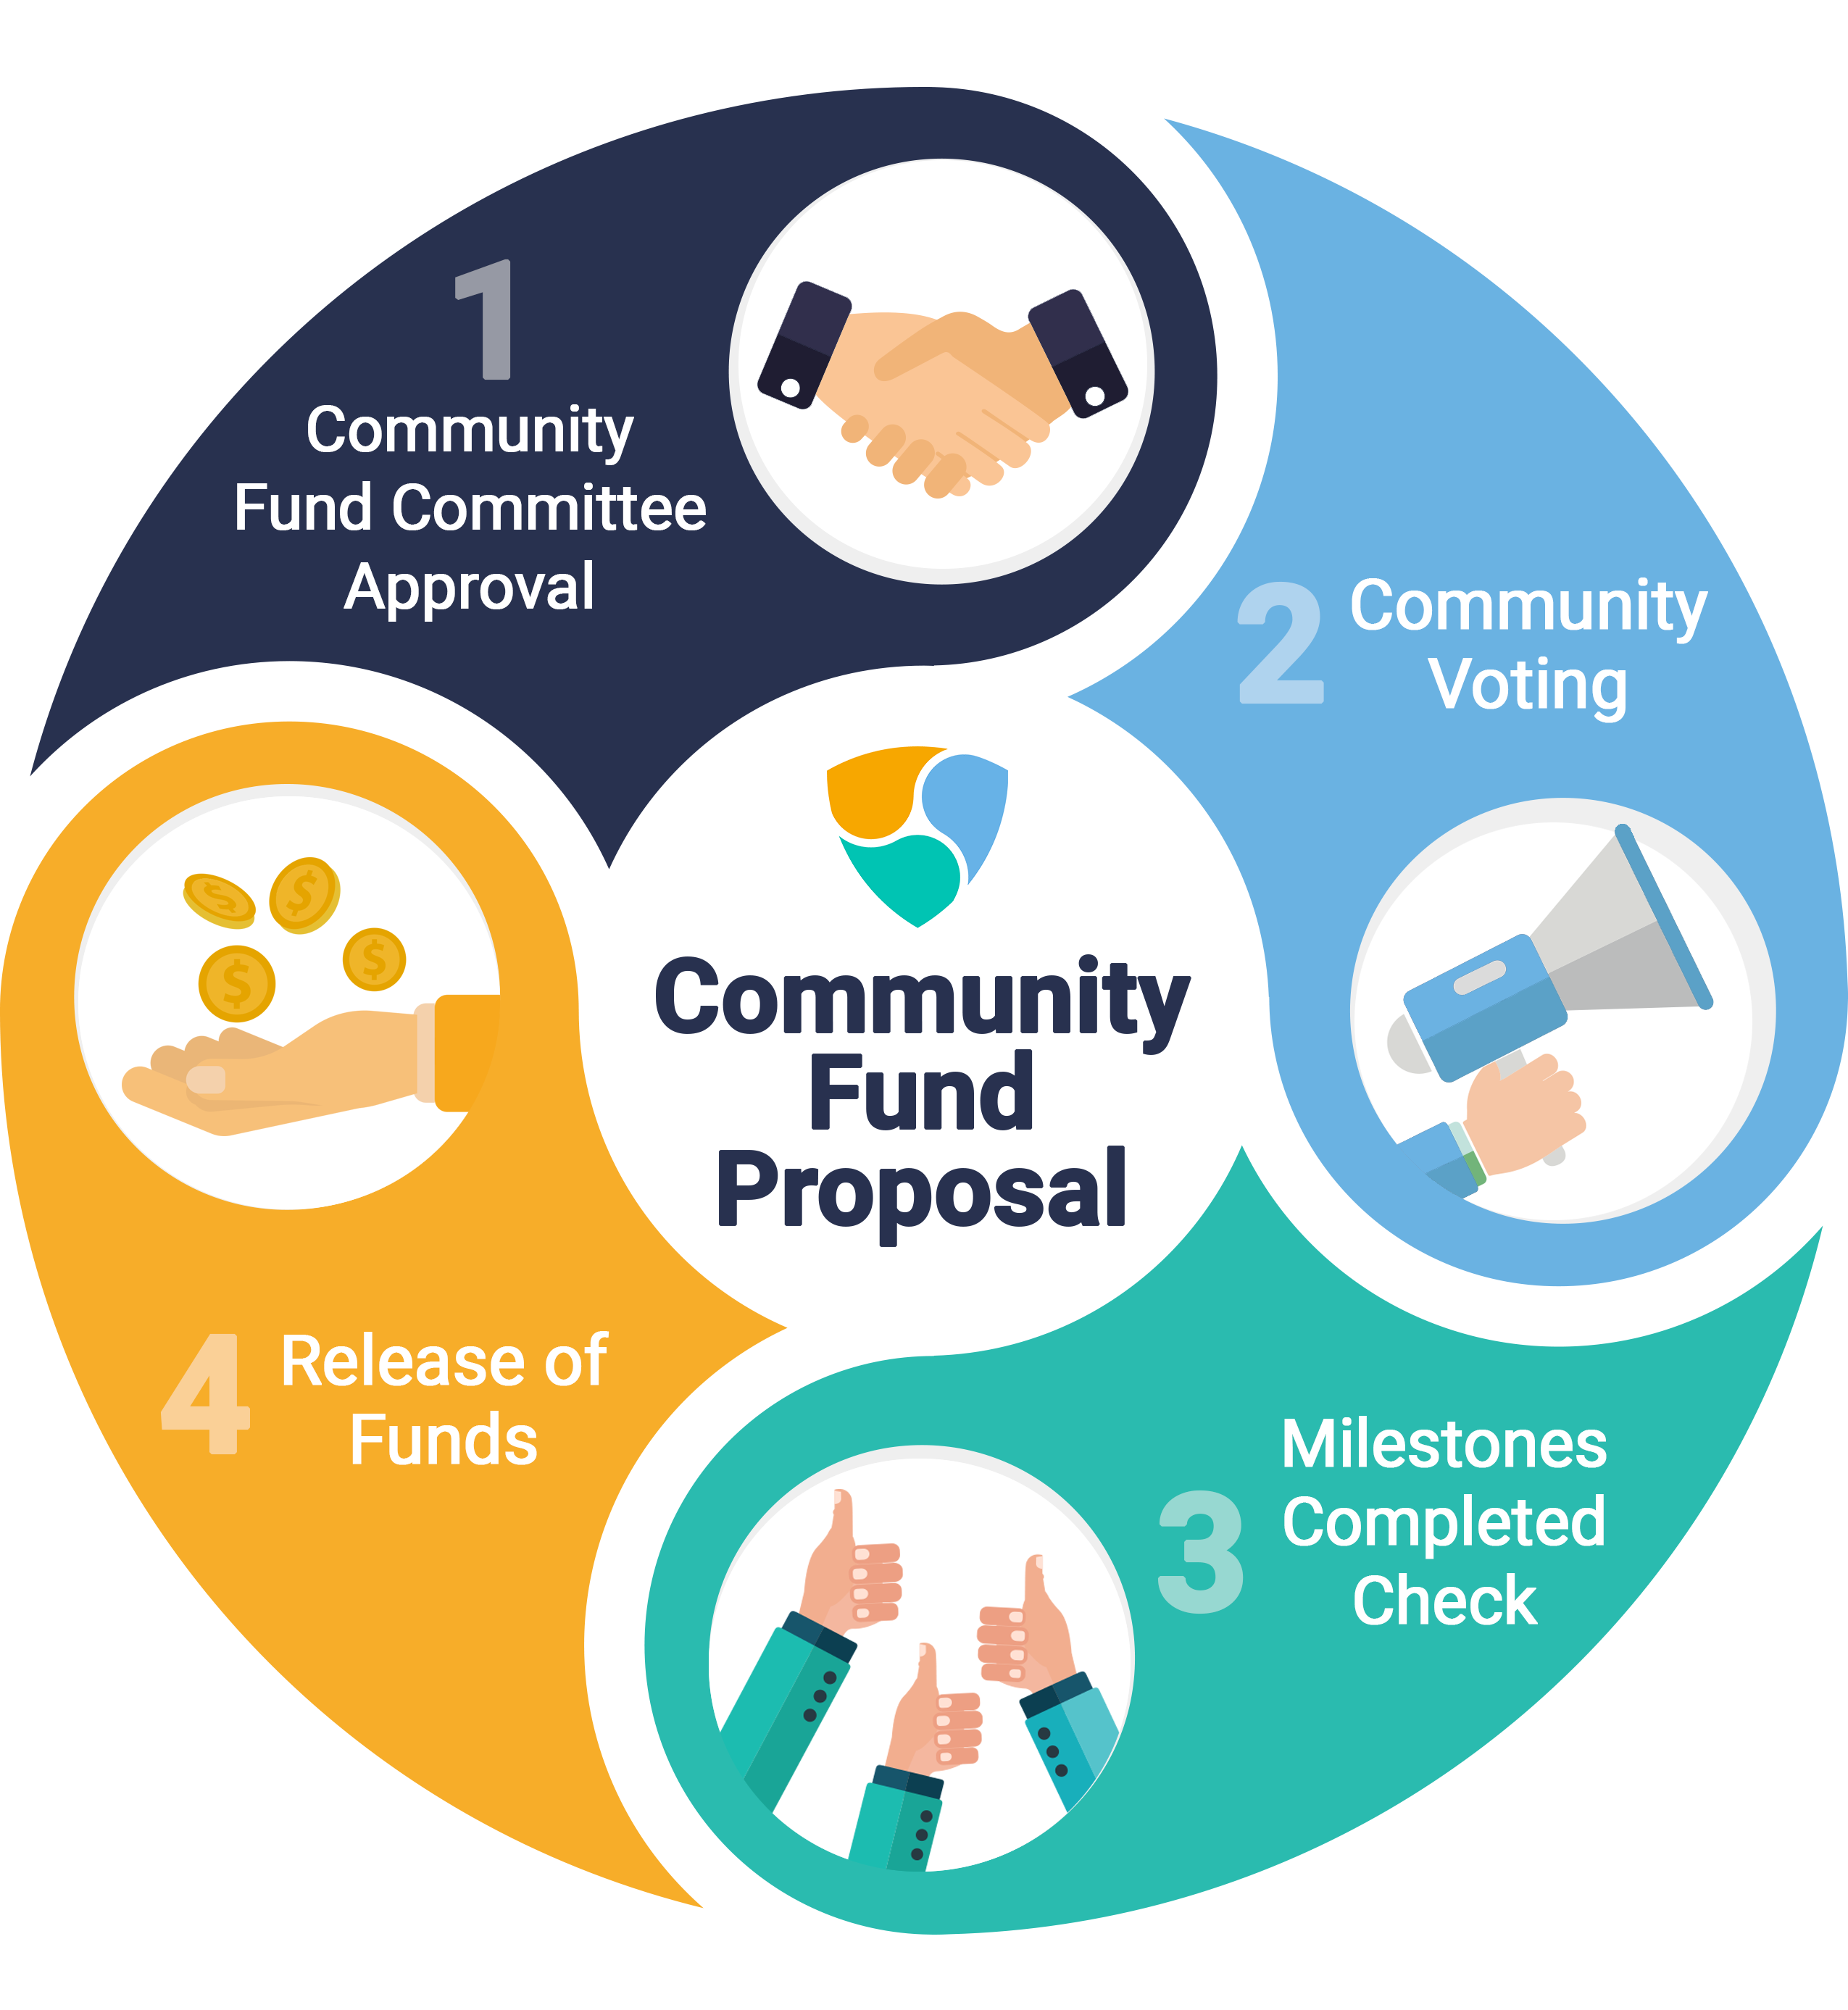 1
Community
Fund Committee
Approval
2
Community
Voting
Community
Fund
Proposal
3
Milestones
Completed
Check
4
Release of
Funds